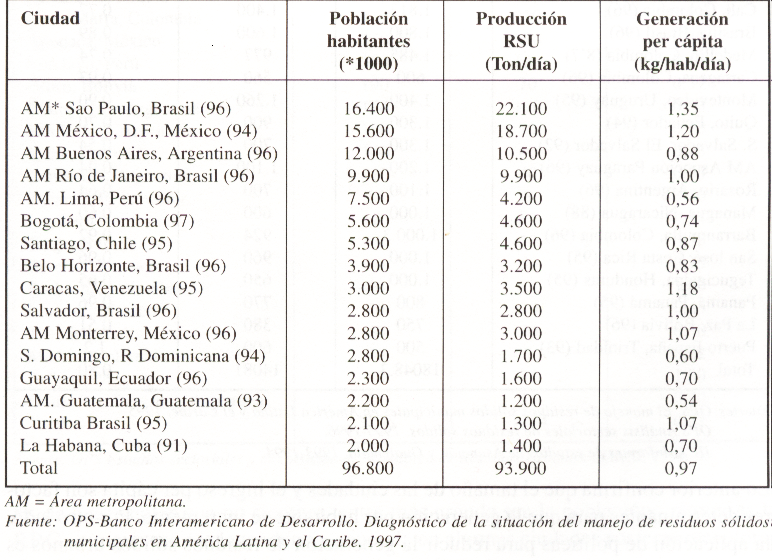 Ciudad Población Producción Generación
habitantes RSU per cápita
(*1000) (Ton/día) (kg/hab/día)
AM* Sao Paulo, Brasil (96) 16.400 22.100 1,35
AM México, D.F., México (94) 15.600 18.700 1,20
AM Buenos Aires, Argentina (96) 12.000 10.500 0,88
AM Río de Janeiro, Brasil (96) 9.900 9.900 1,00
AM. Lima, Perú (96) 7.500 4.200 0,56
Bogotá, Colombia (97) 5.600 4.600 0,74
Santiago, Chile (95) 5.300 4.600 0,87
Belo Horizonte, Brasil (96) 3.900 3.200 0,83
Caracas, Venezuela (95) 3.000 3.500 1,18
Salvador, Brasil (96) 2.800 2.800 1,00
AM Monterrey, México (96) 2.800 3.000 1,07
S. Domingo, R Dominicana (94) 2.800 1.700 0,60
Guayaquil, Ecuador (96) 2.300 1.600 0,70
AM. Guatemala, Guatemala (93) 2.200 1.200 0,54
Curitiba Brasil (95) 2.100 1.300 1,07
La Habana, Cuba (91) 2.000 1.400 0,70
Total 96.800 93.900 0,97
AM = Área metropolitana.
Fuente: OPS-Banco Interamericano de Desarrollo. Diagnóstico de la situación del manejo de residuos sólidos
municipales en América Latina y el Caribe. 1997.